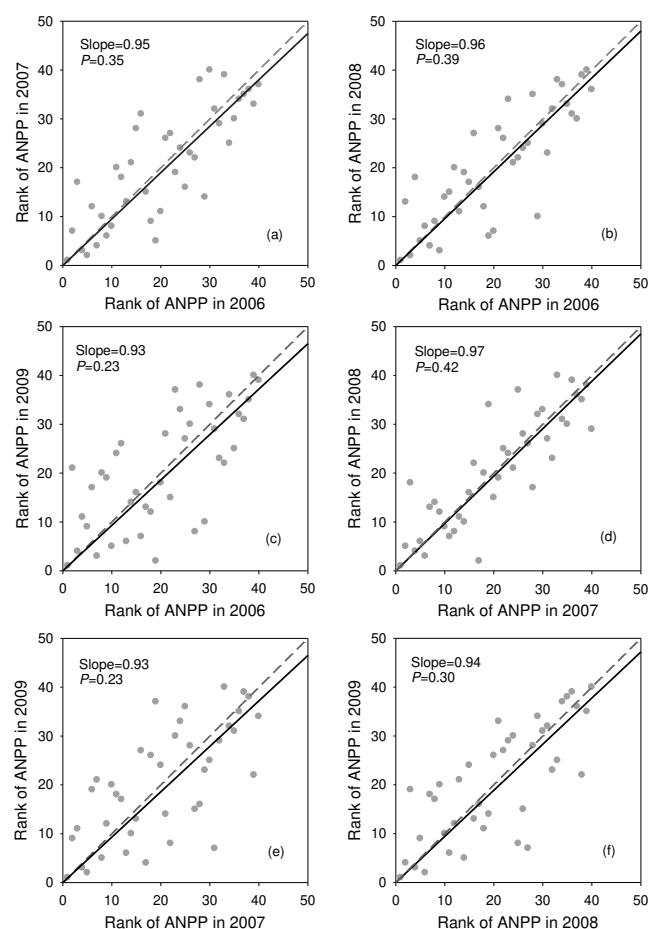 50
40
30
20
10
0
Rank of ANPP in 2007
Slope=0.95
P=0.35
(a)
0 10 20 30 40 50
Rank of ANPP in 2006
50
40
30
20
10
0
Rank of ANPP in 2008
Slope=0.96
P=0.39
(b)
0 10 20 30 40 50
Rank of ANPP in 2006
50
40
30
20
10
0
Rank of ANPP in 2009
Slope=0.93
P=0.23
(c)
0 10 20 30 40 50
Rank of ANPP in 2006
50
40
30
20
10
0
Rank of ANPP in 2008
Slope=0.97
P=0.42
(d)
0 10 20 30 40 50
Rank of ANPP in 2007
50
40
30
20
10
0
Rank of ANPP in 2009
Slope=0.93
P=0.23
(e)
0 10 20 30 40 50
Rank of ANPP in 2007
50
40
30
20
10
0
Rank of ANPP in 2009
Slope=0.94
P=0.30
(f)
0 10 20 30 40 50
Rank of ANPP in 2008